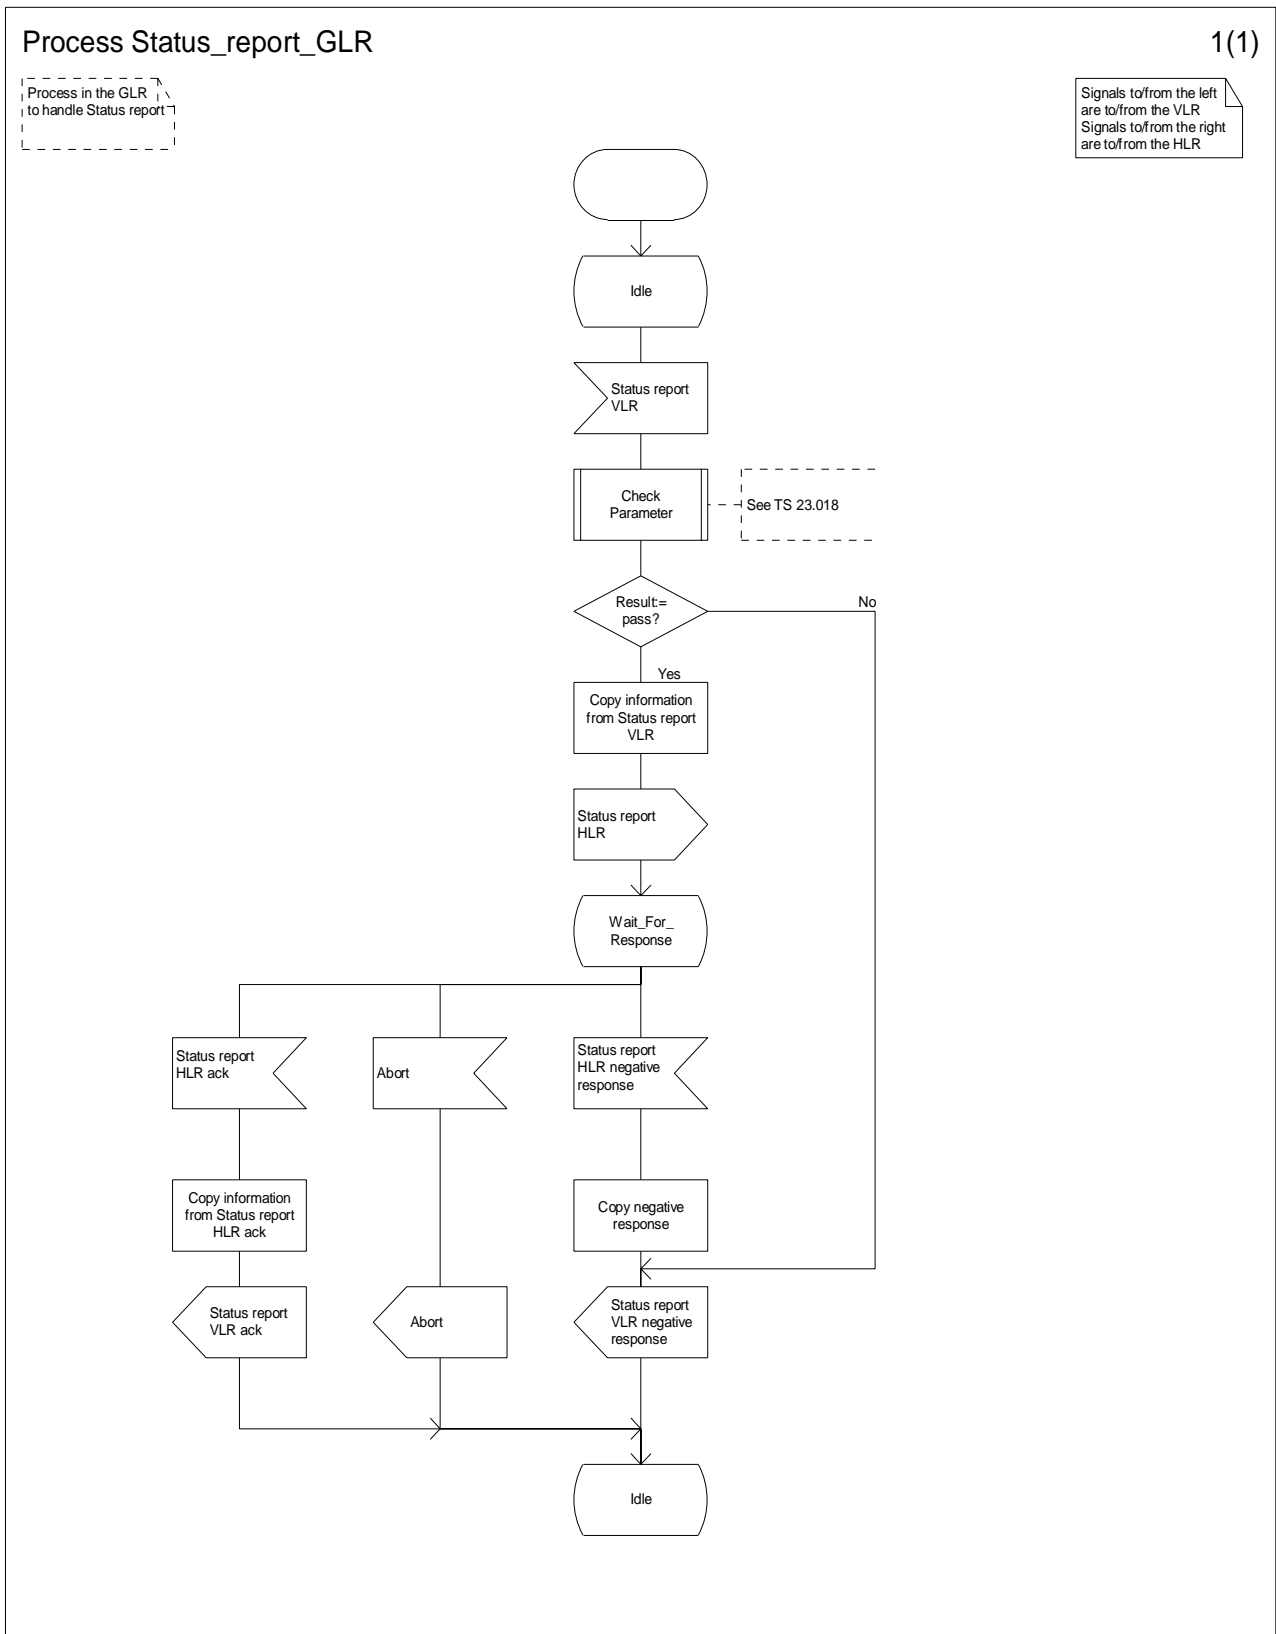 Process Status_report_GLR
1(1)
Process in the GLR
to handle Status report
Signals to/from the left
are to/from the VLR
Signals to/from the right
are to/from the HLR
Idle
Status report
VLR
Check
Parameter
See TS 23.018
Result:=
pass?
No
Yes
Copy information
from Status report
VLR
Status report
HLR
Wait_For_
Response
Status report
HLR ack
Abort
Status report
HLR negative
response
Copy information
from Status report
HLR ack
Copy negative
response
Status report
VLR ack
Abort
Status report
VLR negative
response
Idle